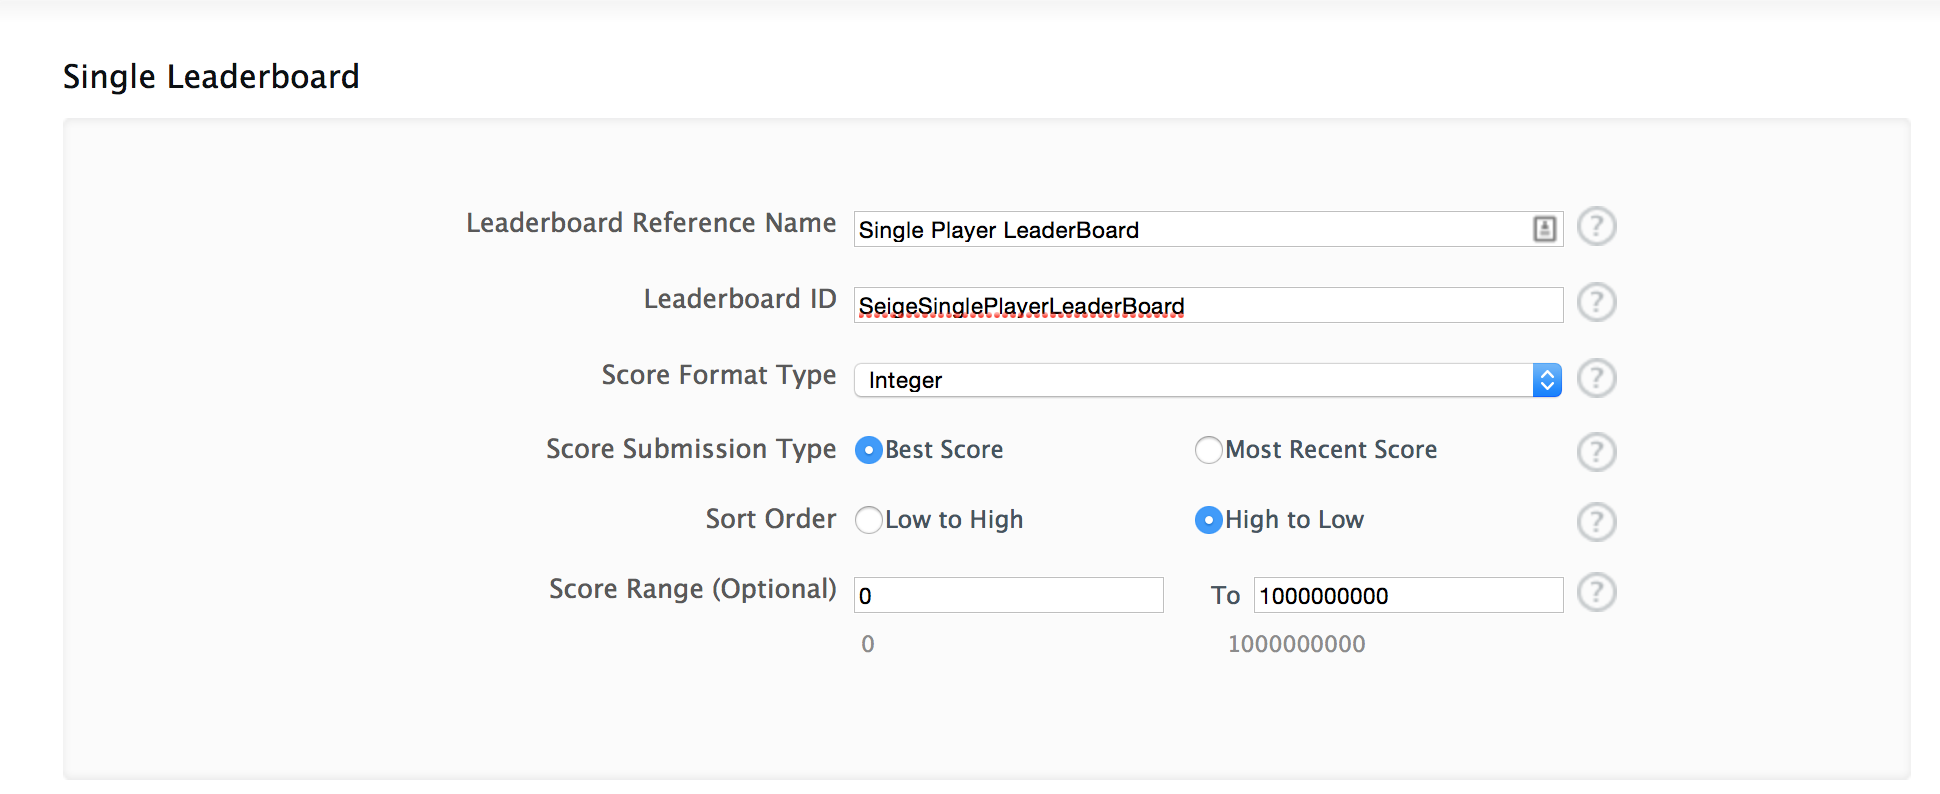 Single Leaderboard
Leaderboard Reference Name Single Player LeaderBoard ?
Leaderboard ID SeigeSinglePlayerLeaderBoard ?
Score Format Type Integer ?
Score Submission Type Best Score Most Recent Score ?
Sort Order Low to High High to Low ?
Score Range (Optional) 0 To 1000000000 ?
0 1000000000